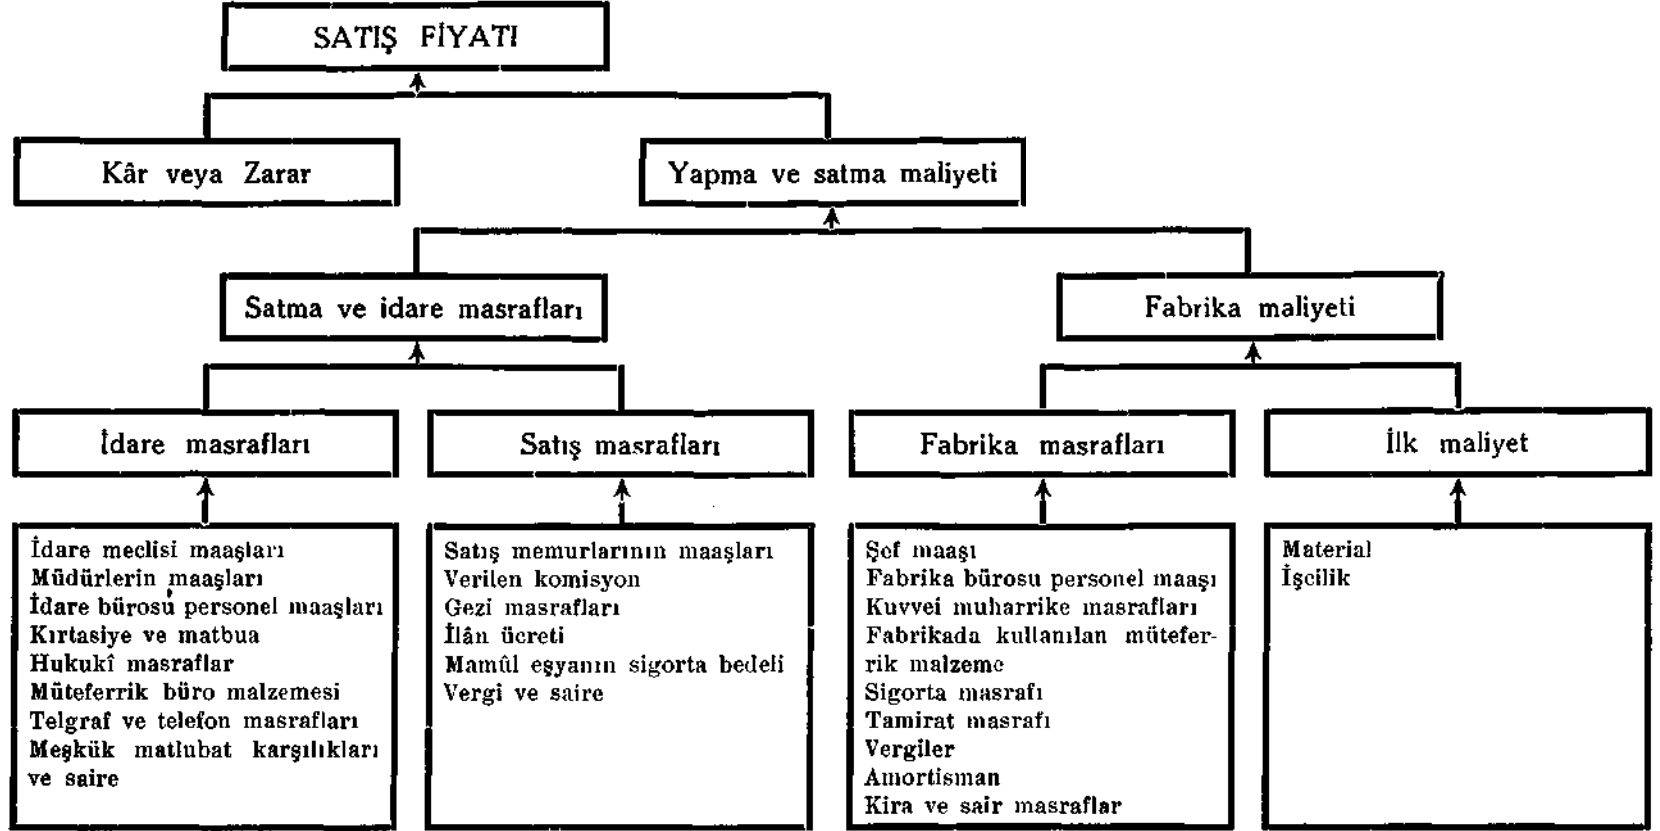 SATIŞ FİYATI
Kâr veya Zarar
Yapma ve satma maliyeti
Satma ve idare masrafları
Fabrika maliyeti
İdare masrafları
Satış masrafları
Fabrika masrafları
İlk maliyet
İdare meclisi maaşları
Müdürlerin maaşları
İdare bürosu personel maaşları
Kırtasiye ve matbua
Hukukî masraflar
Müteferrik büro malzemesi
Telgraf ve telefon masrafları
Meşkük matlubat karşılıkları
ve saire
Satış memurlarının maaşları
Verilen komisyon
Gezi masrafları
İlân ücreti
Mamûl eşyanın sigorta bedeli
Vergi ve saire
Şef maaşı
Fabrika bürosu personel maaşı
Kuvvei muharrike masrafları
Fabrikada kullanılan mütefer-
rik malzeme
Sigorta masrafı
Tamirat masrafı
Vergiler
Amortisman
Kira ve sair masraflar
Material
İşcilik